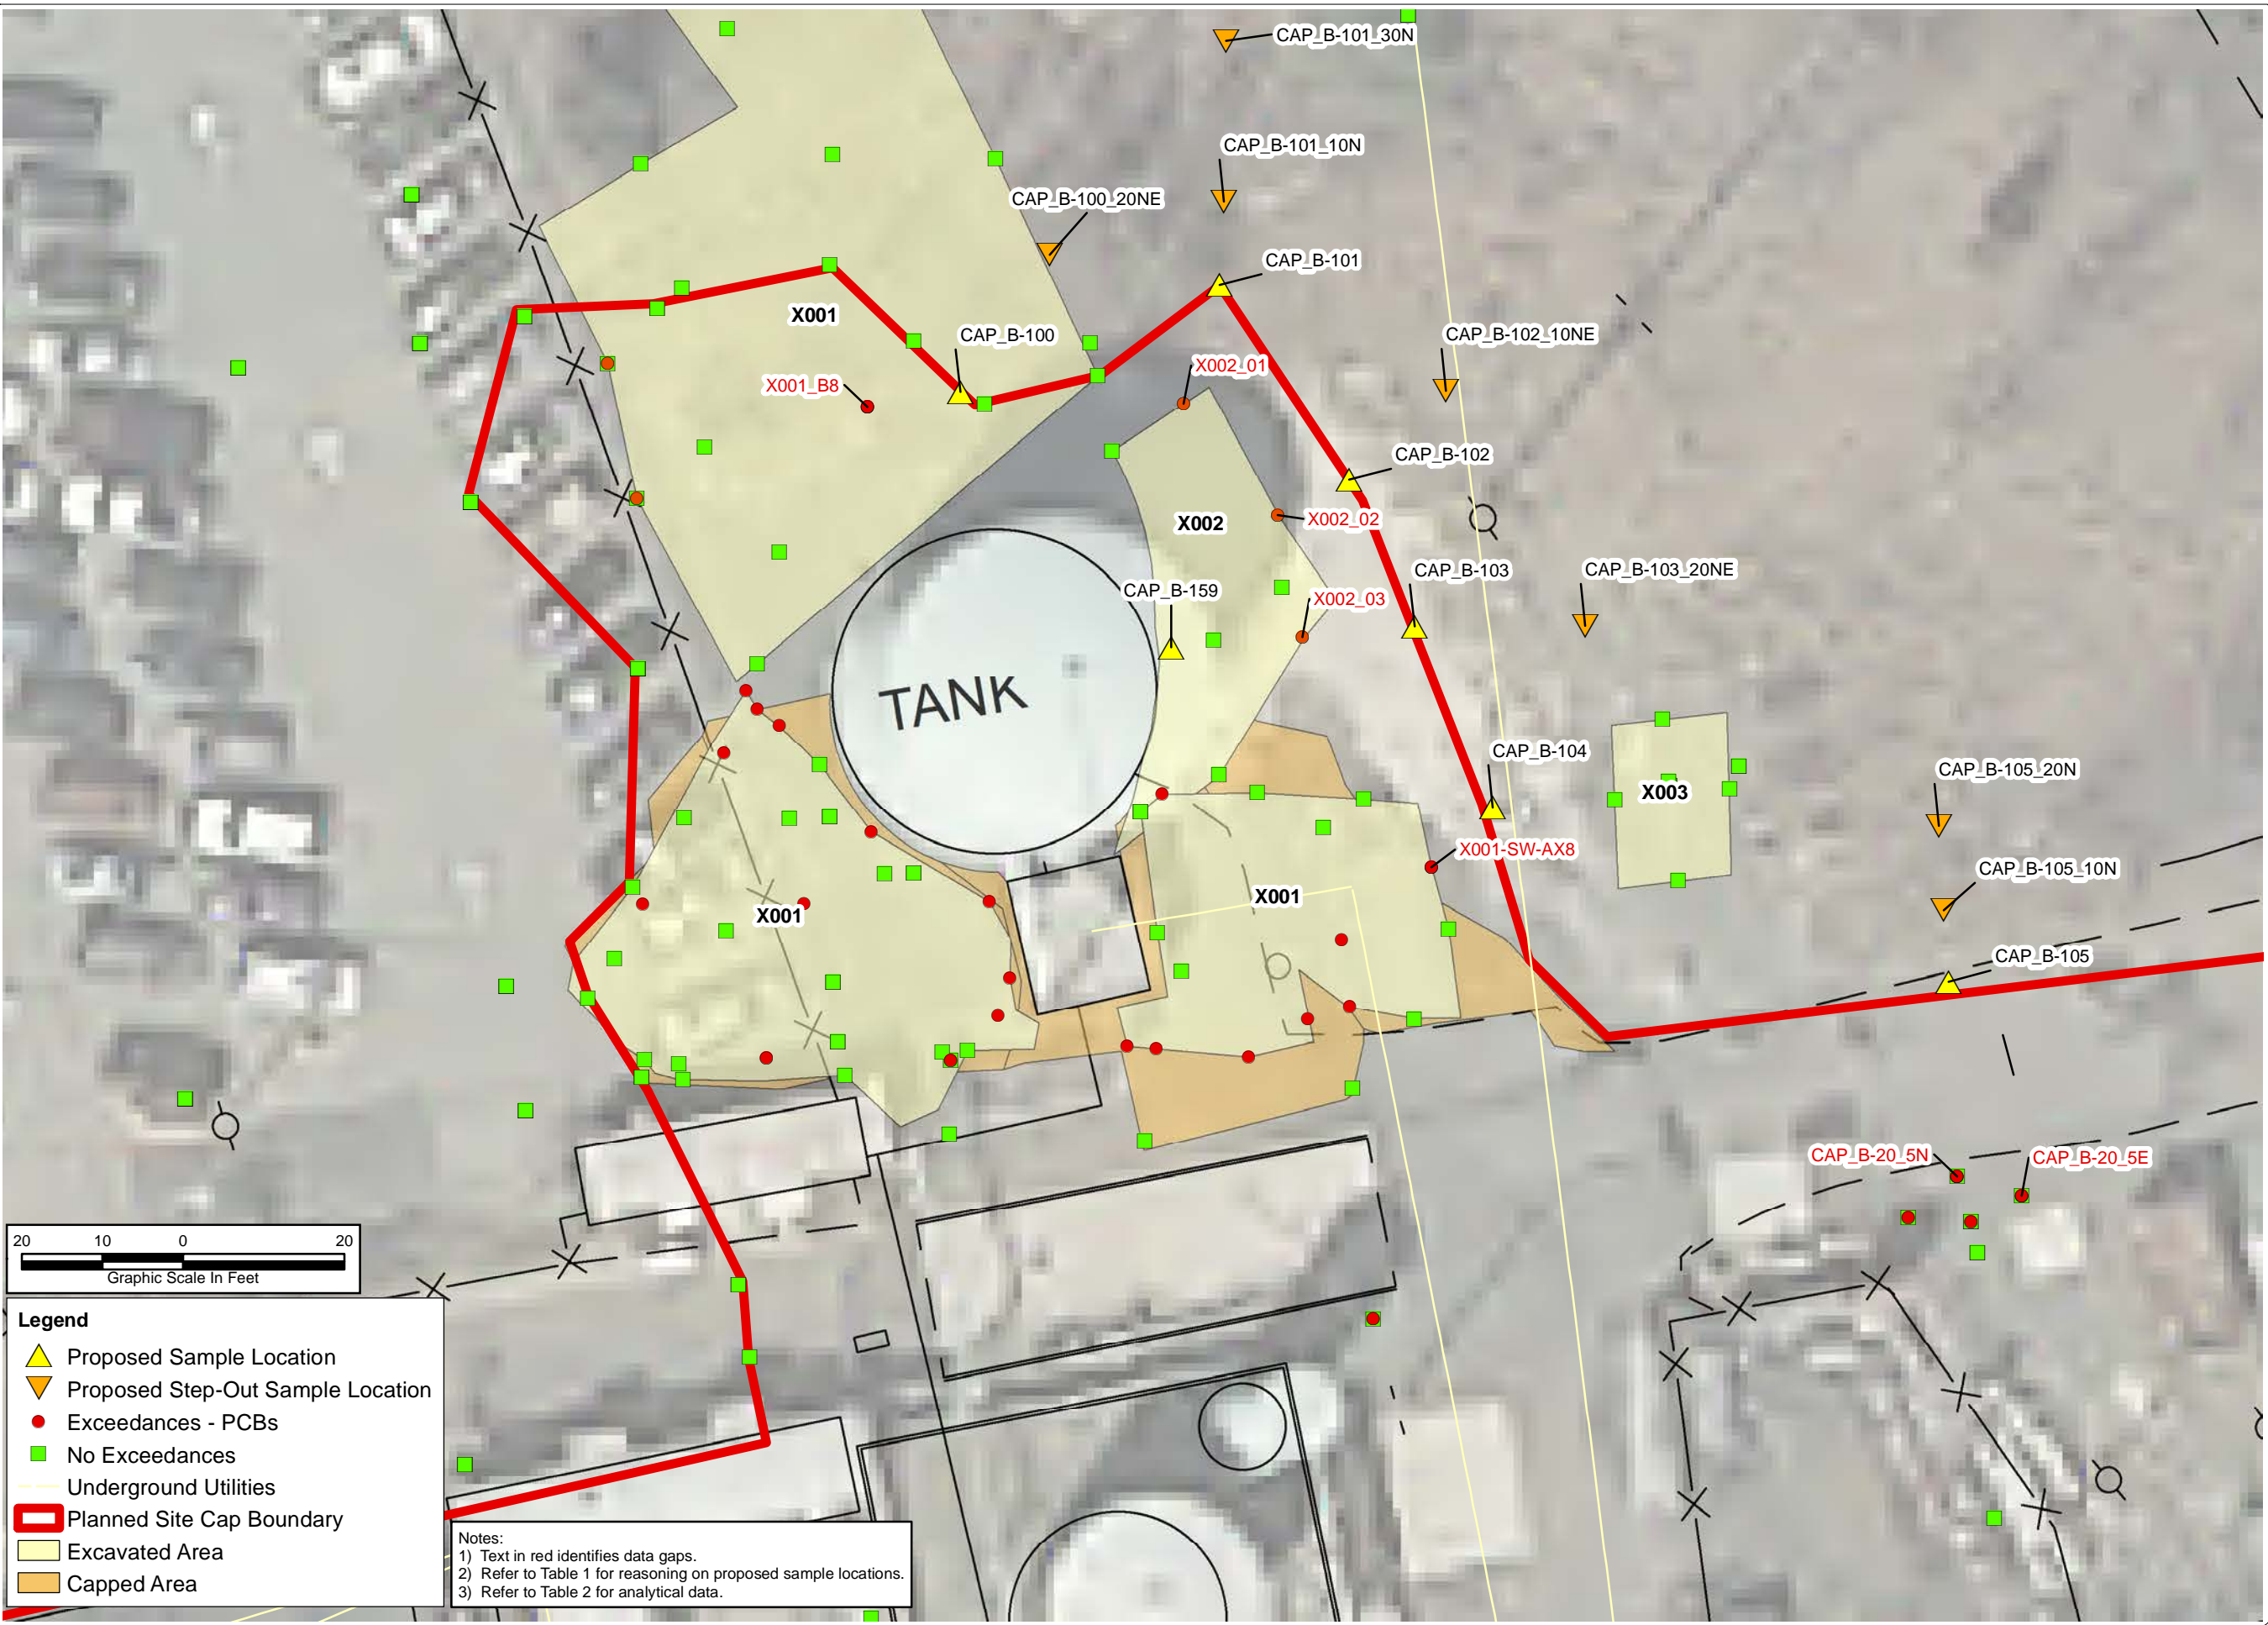 CAP_B-101_30N
CAP_B-101_10N
CAP_B-100_20NE
CAP_B-101
X001
CAP_B-100
CAP_B-102_10NE
X001_B8
X002_01
CAP_B-102
X002
X002_02
CAP_B-103
CAP_B-103_20NE
CAP_B-159
X002_03
TANK
CAP_B-104
CAP_B-105_20N
X003
X001-SW-AX8
CAP_B-105_10N
X001
X001
CAP_B-105
CAP_B-20_5N
CAP_B-20_5E
20 10 0 20
Graphic Scale In Feet
Legend
Proposed Sample Location
Proposed Step-Out Sample Location
Exceedances - PCBs
No Exceedances
Underground Utilities
Planned Site Cap Boundary
Excavated Area
Capped Area
Notes:
1) Text in red identifies data gaps.
2) Refer to Table 1 for reasoning on proposed sample locations.
3) Refer to Table 2 for analytical data.